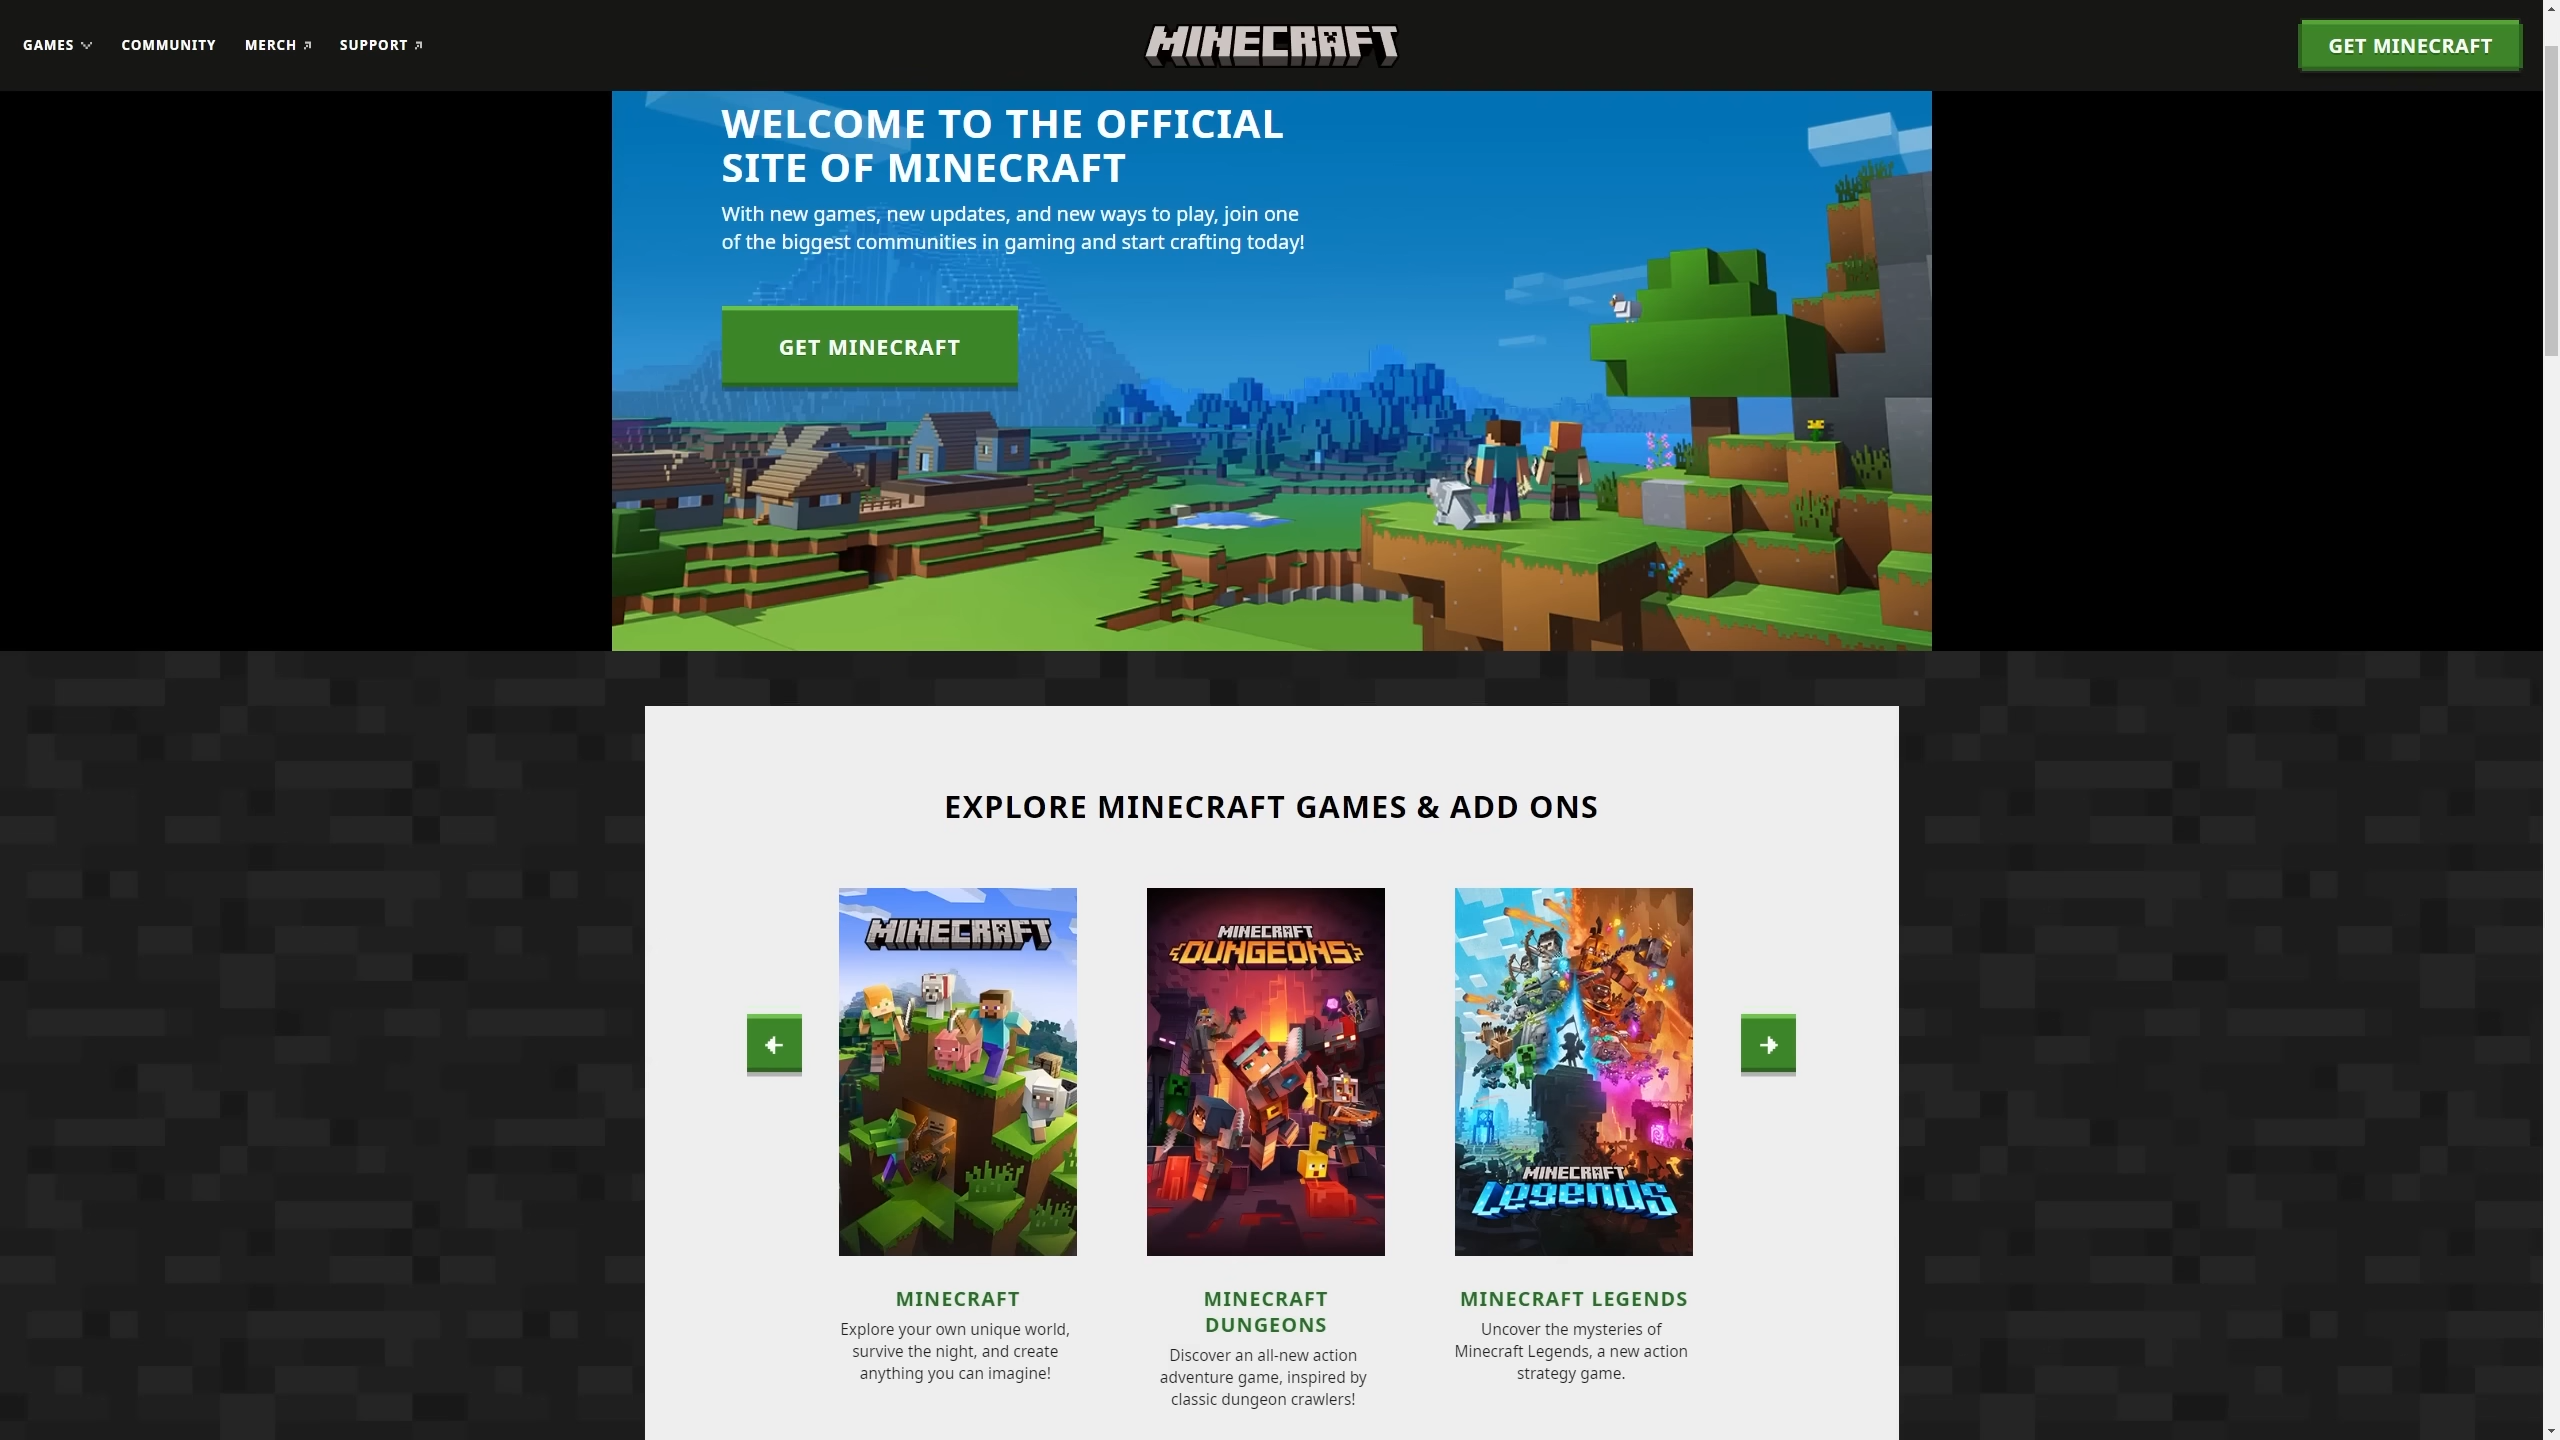 GAMES COMMUNITY MERCH SUPPORT MINECRAFT GET MINECRAFT
WELCOME TO THE OFFICIAL
SITE OF MINECRAFT
With new games, new updates, and new ways to play, join one
of the biggest communities in gaming and start crafting today!
GET MINECRAFT
EXPLORE MINECRAFT GAMES & ADD ONS
MINECRAFT
MINECRAFT
DUNGEONS
MINECRAFT
Legends
MINECRAFT
Explore your own unique world,
survive the night, and create
anything you can imagine!
MINECRAFT
DUNGEONS
Discover an all-new action
adventure game, inspired by
classic dungeon crawlers!
MINECRAFT LEGENDS
Uncover the mysteries of
Minecraft Legends, a new action
strategy game.